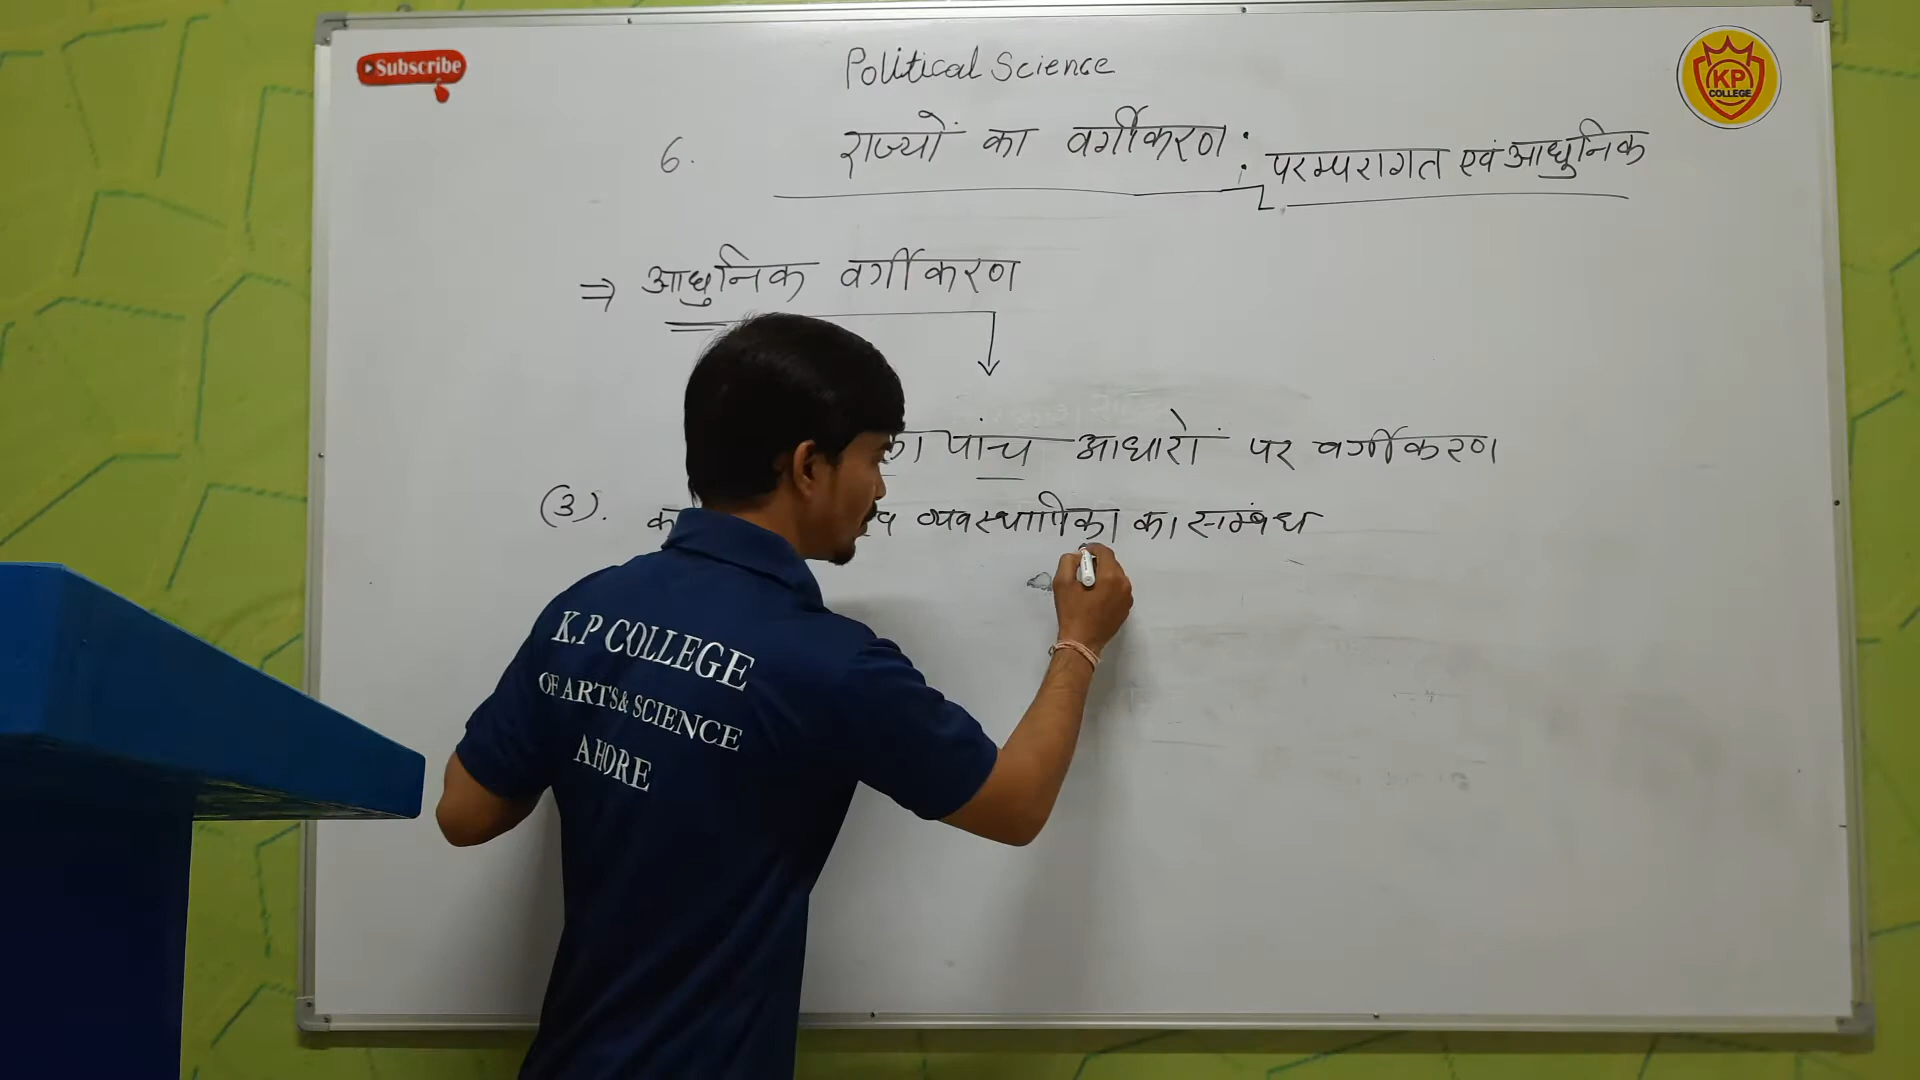 Subscribe
Political Science
KP
COLLEGE
6. राज्यों का वर्गीकरण : परम्परागत एवं आधुनिक
⇒ आधुनिक वर्गीकरण
पांच आधारों पर वर्गीकरण
(3). व्यवस्थापिका का सम्बंध
K.P COLLEGE
OF ART'S & SCIENCE
AHORE